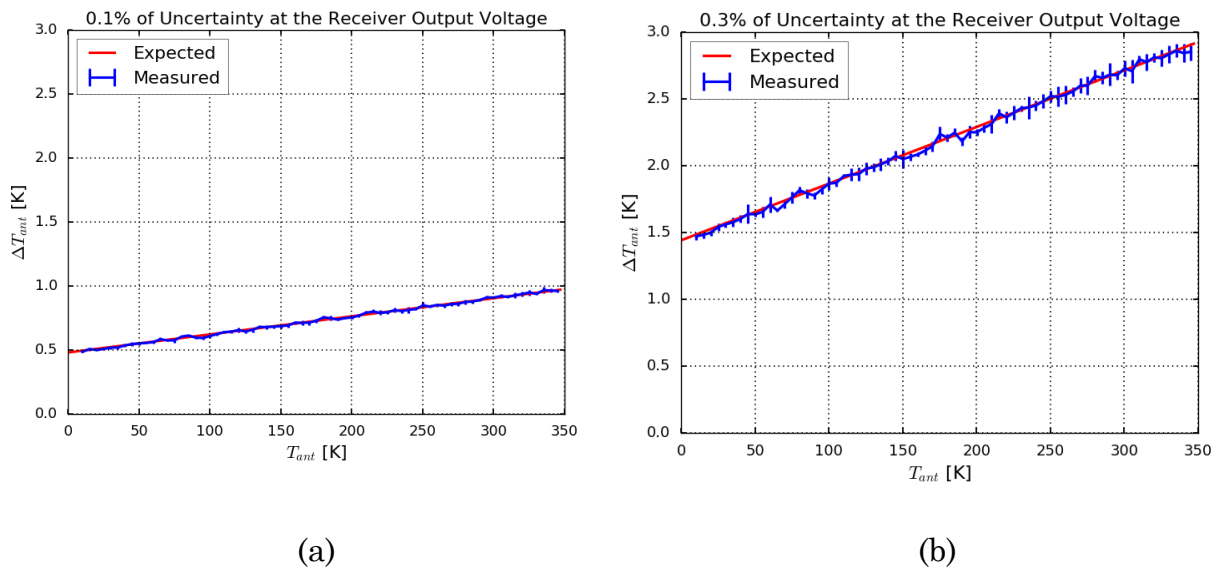 0.1% of Uncertainty at the Receiver Output Voltage
Expected
Measured
3.0
2.5
2.0
1.5
1.0
0.5
0.0
ΔT_ant [K]
0 50 100 150 200 250 300 350
T_ant [K]
(a)
0.3% of Uncertainty at the Receiver Output Voltage
Expected
Measured
3.0
2.5
2.0
1.5
1.0
0.5
0.0
ΔT_ant [K]
0 50 100 150 200 250 300 350
T_ant [K]
(b)